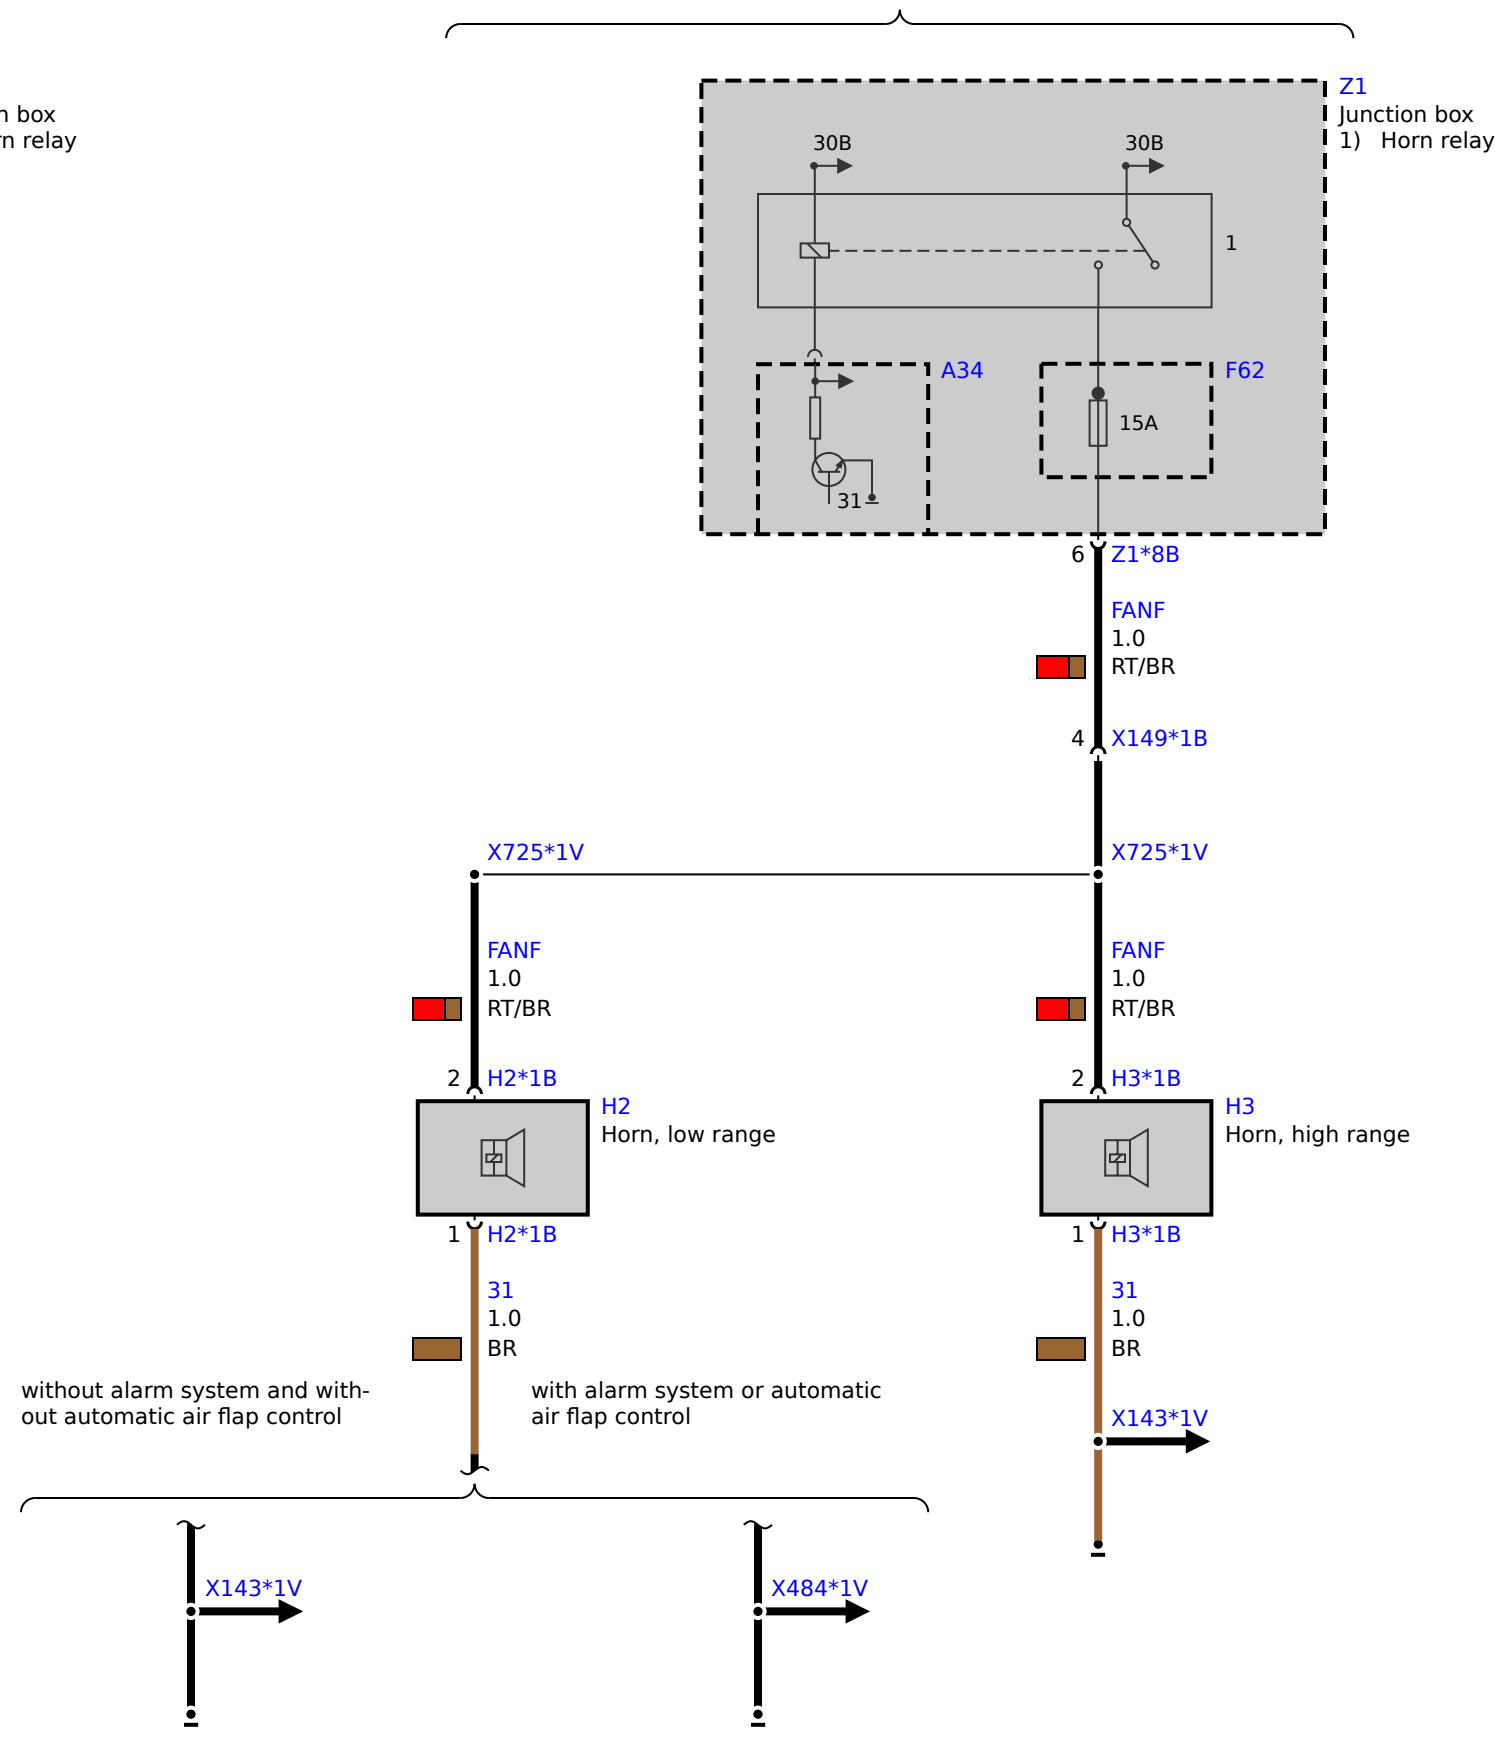 Z1
n box
Junction box
rn relay
1) Horn relay
30B
30B
1
A34
F62
15A
31
6
Z1*8B
FANF
1.0
RT/BR
4
X149*1B
X725*1V
X725*1V
FANF
FANF
1.0
1.0
RT/BR
RT/BR
2
H2*1B
2
H3*1B
H2
H3
Horn, low range
Horn, high range
1
H2*1B
1
H3*1B
31
31
1.0
1.0
BR
BR
without alarm system and with-
out automatic air flap control
with alarm system or automatic
air flap control
X143*1V
X143*1V
X484*1V